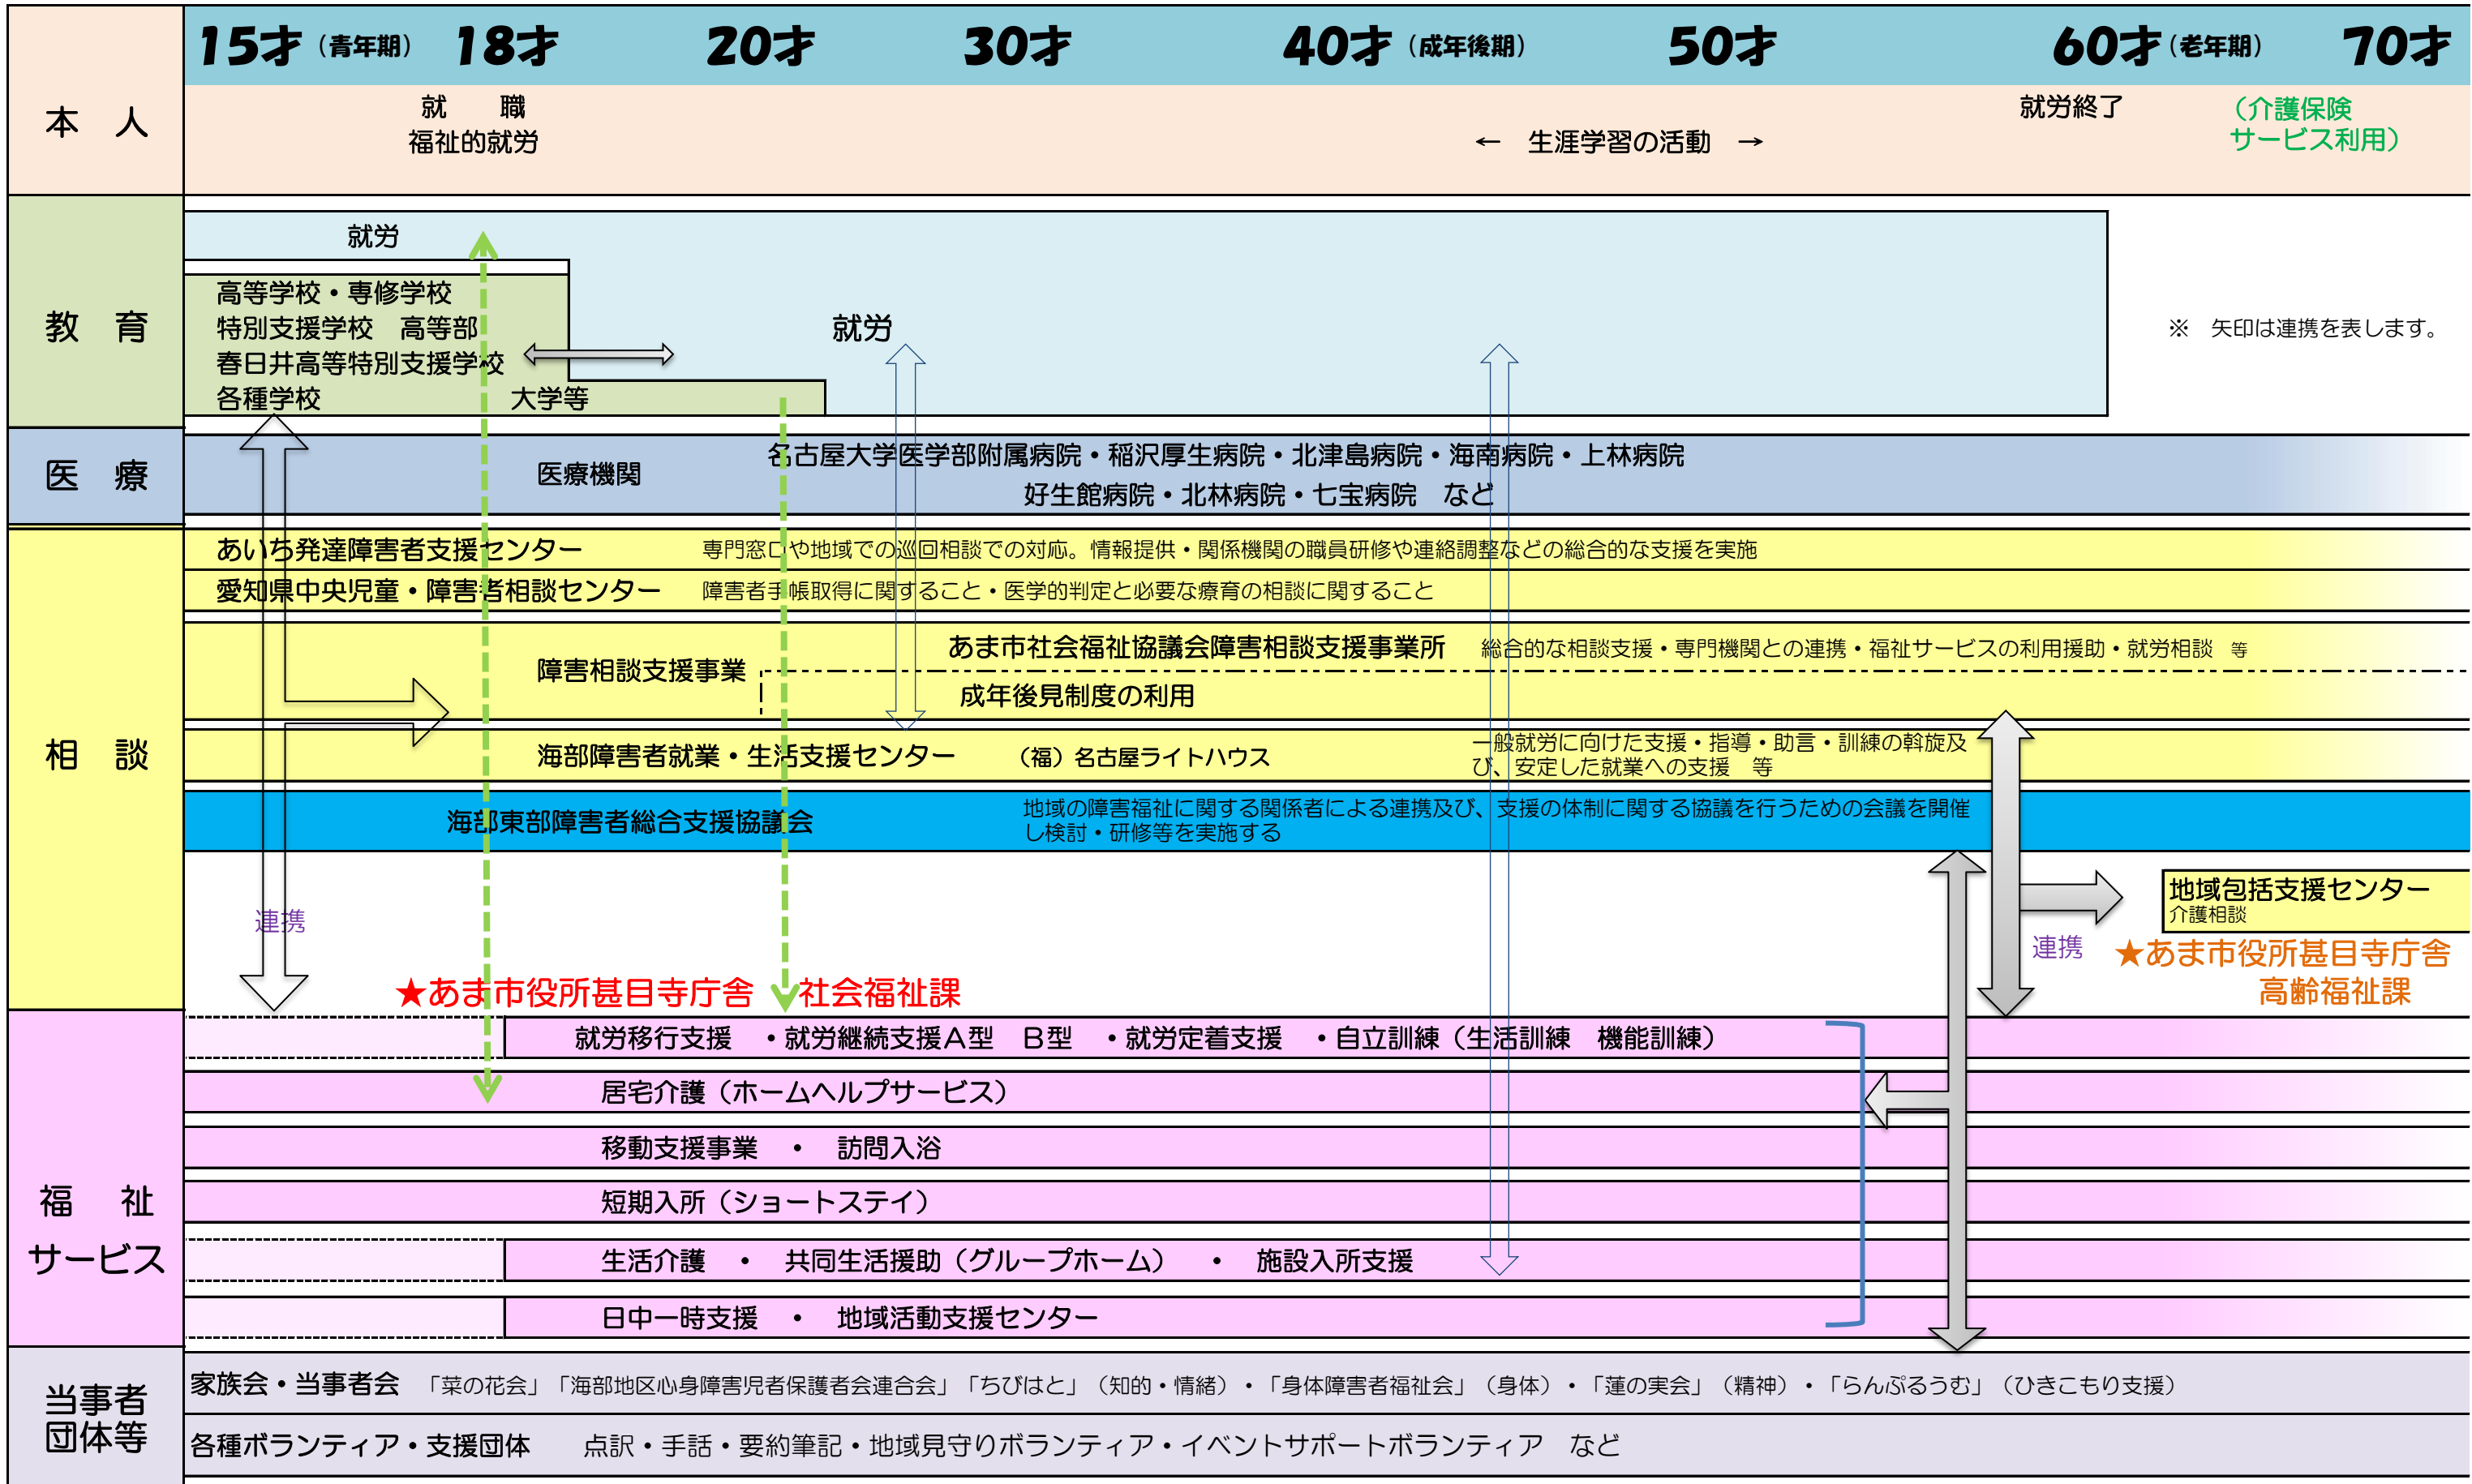 15才（青年期） 18才 20才 30才 40才（成年後期） 50才 60才（老年期） 70才
本　人
就　　職
福祉的就労
←　生涯学習の活動　→
就労終了
（介護保険
サービス利用）
教　育
就労
高等学校・専修学校
特別支援学校　高等部
春日井高等特別支援学校
各種学校
大学等
就労
※　矢印は連携を表します。
医　療
医療機関
名古屋大学医学部附属病院・稲沢厚生病院・北津島病院・海南病院・上林病院
好生館病院・北林病院・七宝病院　など
相　談
あいち発達障害者支援センター
専門窓口や地域での巡回相談での対応。情報提供・関係機関の職員研修や連絡調整などの総合的な支援を実施
愛知県中央児童・障害者相談センター
障害者手帳取得に関すること・医学的判定と必要な療育の相談に関すること
障害相談支援事業
あま市社会福祉協議会障害相談支援事業所
総合的な相談支援・専門機関との連携・福祉サービスの利用援助・就労相談　等
成年後見制度の利用
海部障害者就業・生活支援センター
（福）名古屋ライトハウス
一般就労に向けた支援・指導・助言・訓練の斡旋及
び、安定した就業への支援　等
海部東部障害者総合支援協議会
地域の障害福祉に関する関係者による連携及び、支援の体制に関する協議を行うための会議を開催
し検討・研修等を実施する
連携
★あま市役所甚目寺庁舎　社会福祉課
地域包括支援センター
介護相談
連携
★あま市役所甚目寺庁舎
高齢福祉課
福　祉
サービス
就労移行支援　・就労継続支援Ａ型　Ｂ型　・就労定着支援　・自立訓練（生活訓練　機能訓練）
居宅介護（ホームヘルプサービス）
移動支援事業　・　訪問入浴
短期入所（ショートステイ）
生活介護　・　共同生活援助（グループホーム）　・　施設入所支援
日中一時支援　・　地域活動支援センター
当事者
団体等
家族会・当事者会　「菜の花会」「海部地区心身障害児者保護者会連合会」「ちびはと」（知的・情緒）・「身体障害者福祉会」（身体）・「蓮の実会」（精神）・「らんぷるうむ」（ひきこもり支援）
各種ボランティア・支援団体　点訳・手話・要約筆記・地域見守りボランティア・イベントサポートボランティア　など